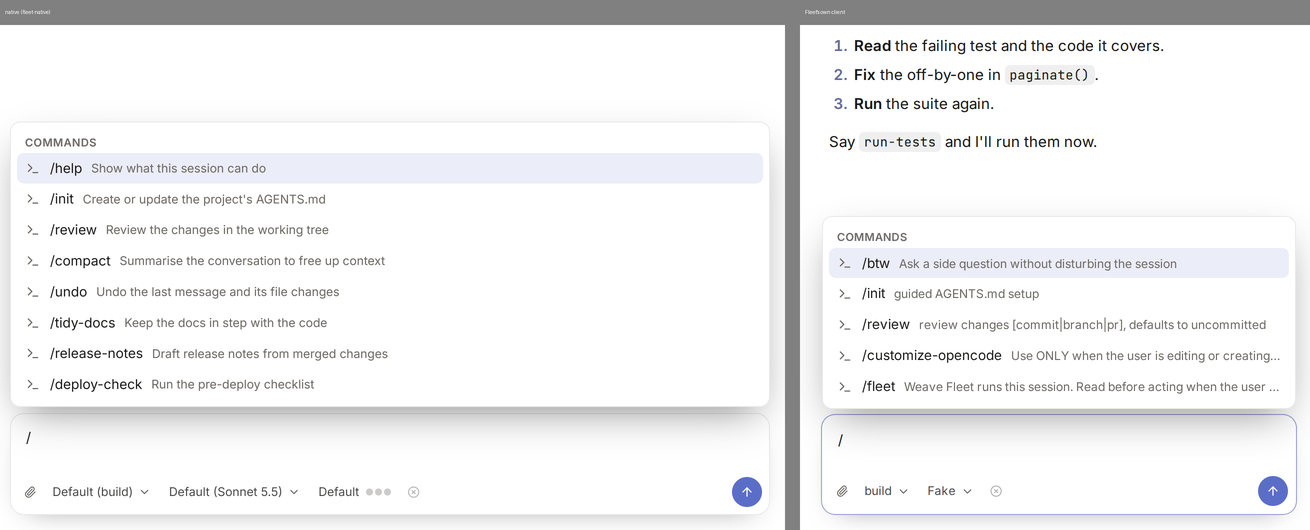 native (fleet-native)
COMMANDS
/help Show what this session can do
/init Create or update the project's AGENTS.md
/review Review the changes in the working tree
/compact Summarise the conversation to free up context
/undo Undo the last message and its file changes
/tidy-docs Keep the docs in step with the code
/release-notes Draft release notes from merged changes
/deploy-check Run the pre-deploy checklist
/
Default (build) Default (Sonnet 5.5) Default
Fleet's own client
1. Read the failing test and the code it covers.
2. Fix the off-by-one in paginate().
3. Run the suite again.
Say run-tests and I'll run them now.
COMMANDS
/btw Ask a side question without disturbing the session
/init guided AGENTS.md setup
/review review changes [commit|branch|pr], defaults to uncommitted
/customize-opencode Use ONLY when the user is editing or creating...
/fleet Weave Fleet runs this session. Read before acting when the user ...
/
build Fake